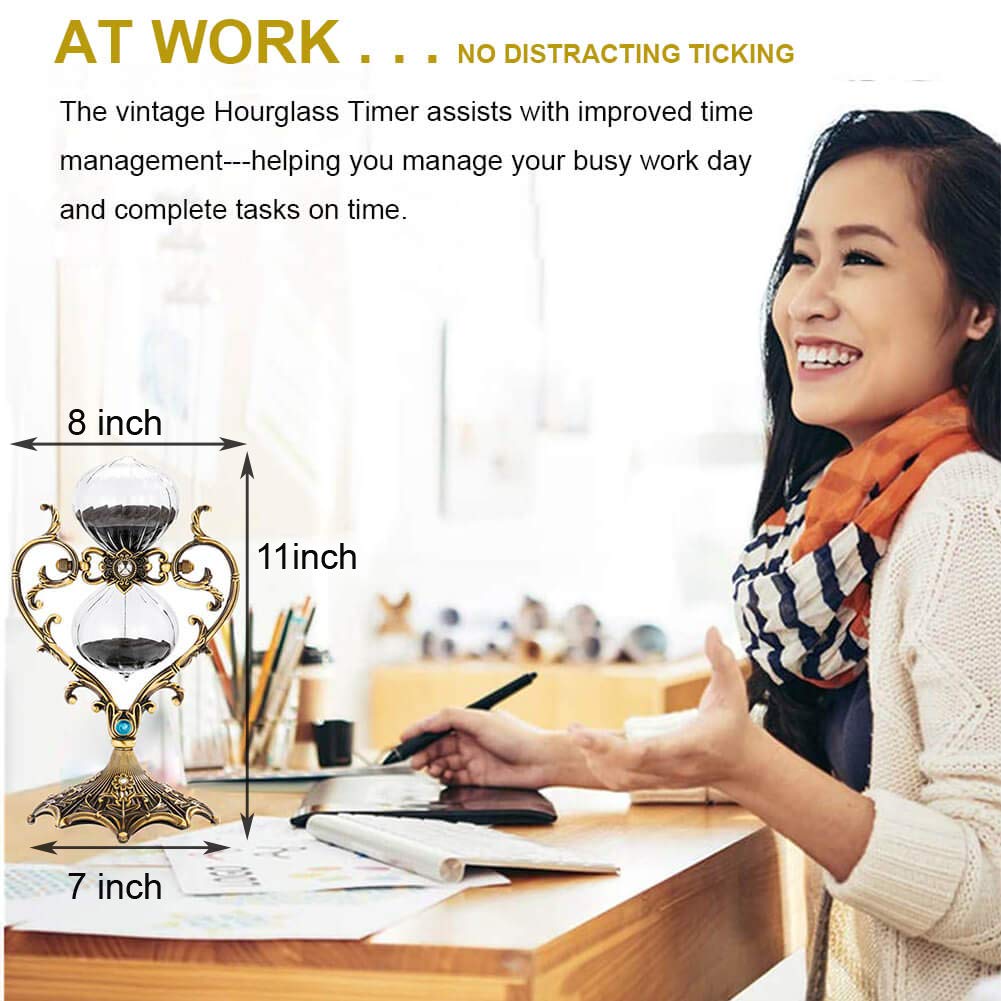 AT WORK . . . NO DISTRACTING TICKING
The vintage Hourglass Timer assists with improved time
management---helping you manage your busy work day
and complete tasks on time.
8 inch
11inch
7 inch